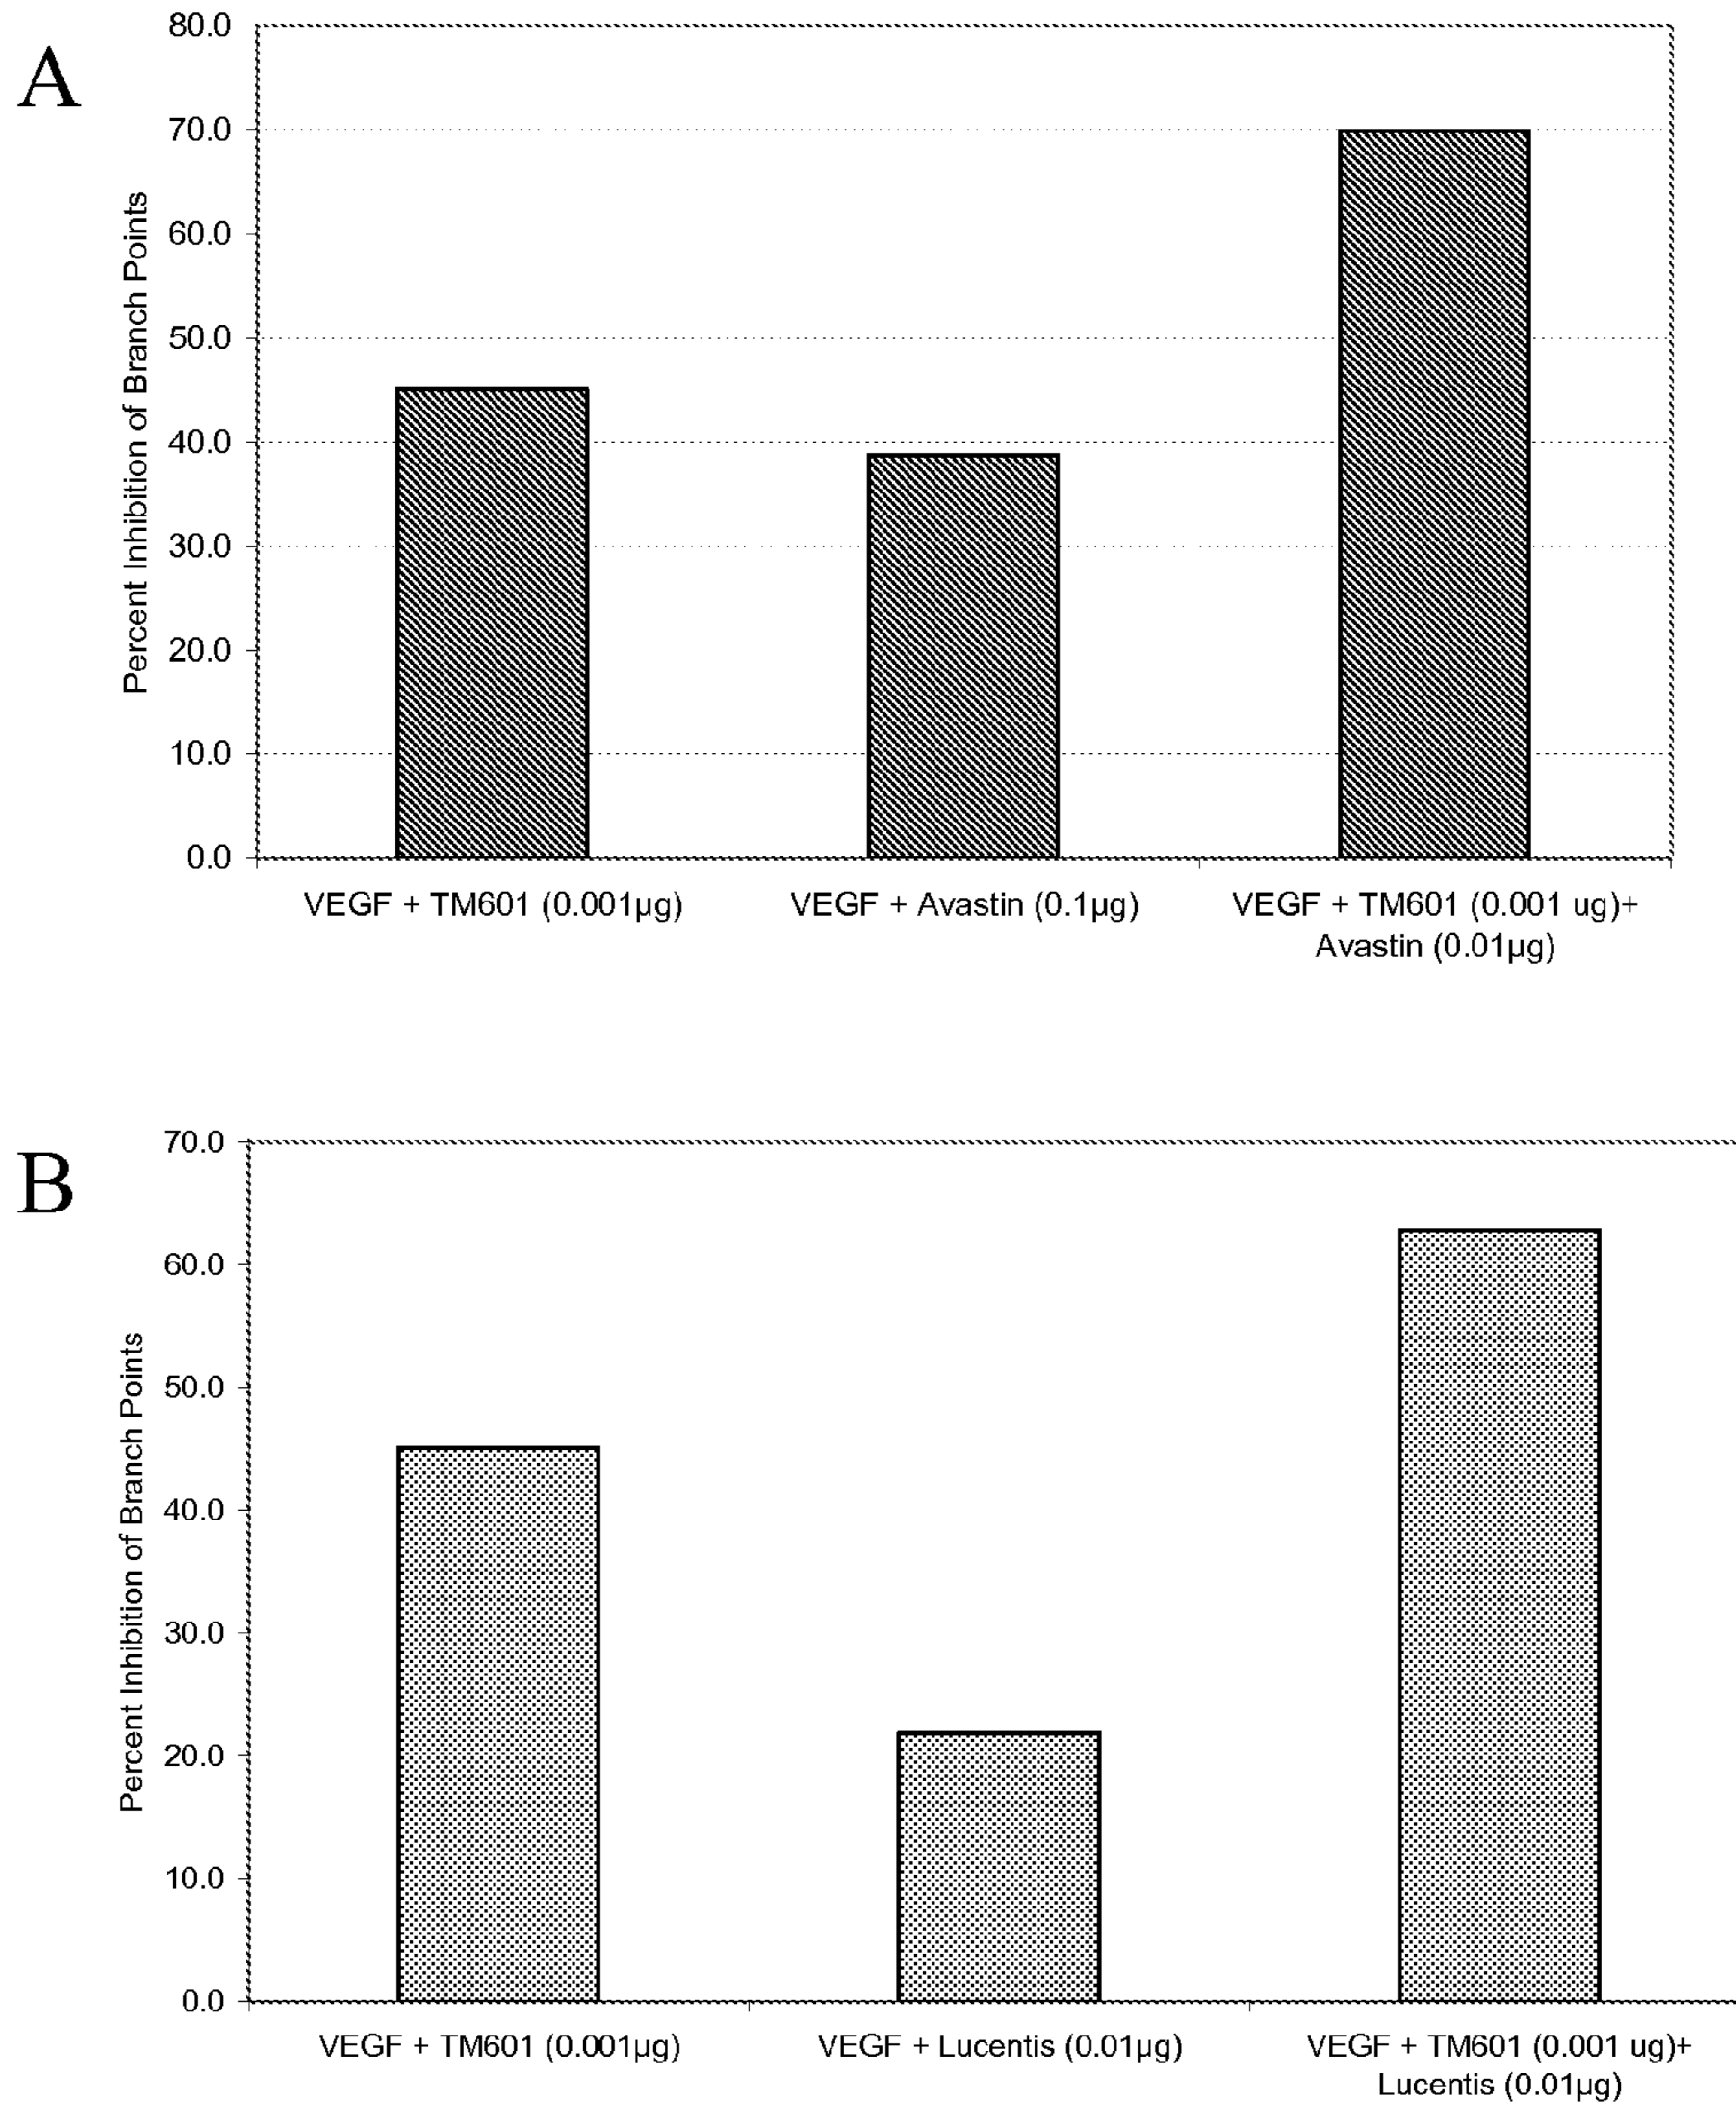 A
80.0
70.0
60.0
50.0
40.0
30.0
20.0
10.0
0.0
Percent Inhibition of Branch Points
VEGF + TM601 (0.001µg)
VEGF + Avastin (0.1µg)
VEGF + TM601 (0.001 ug)+
Avastin (0.01µg)
B
70.0
60.0
50.0
40.0
30.0
20.0
10.0
0.0
Percent Inhibition of Branch Points
VEGF + TM601 (0.001µg)
VEGF + Lucentis (0.01µg)
VEGF + TM601 (0.001 ug)+
Lucentis (0.01µg)